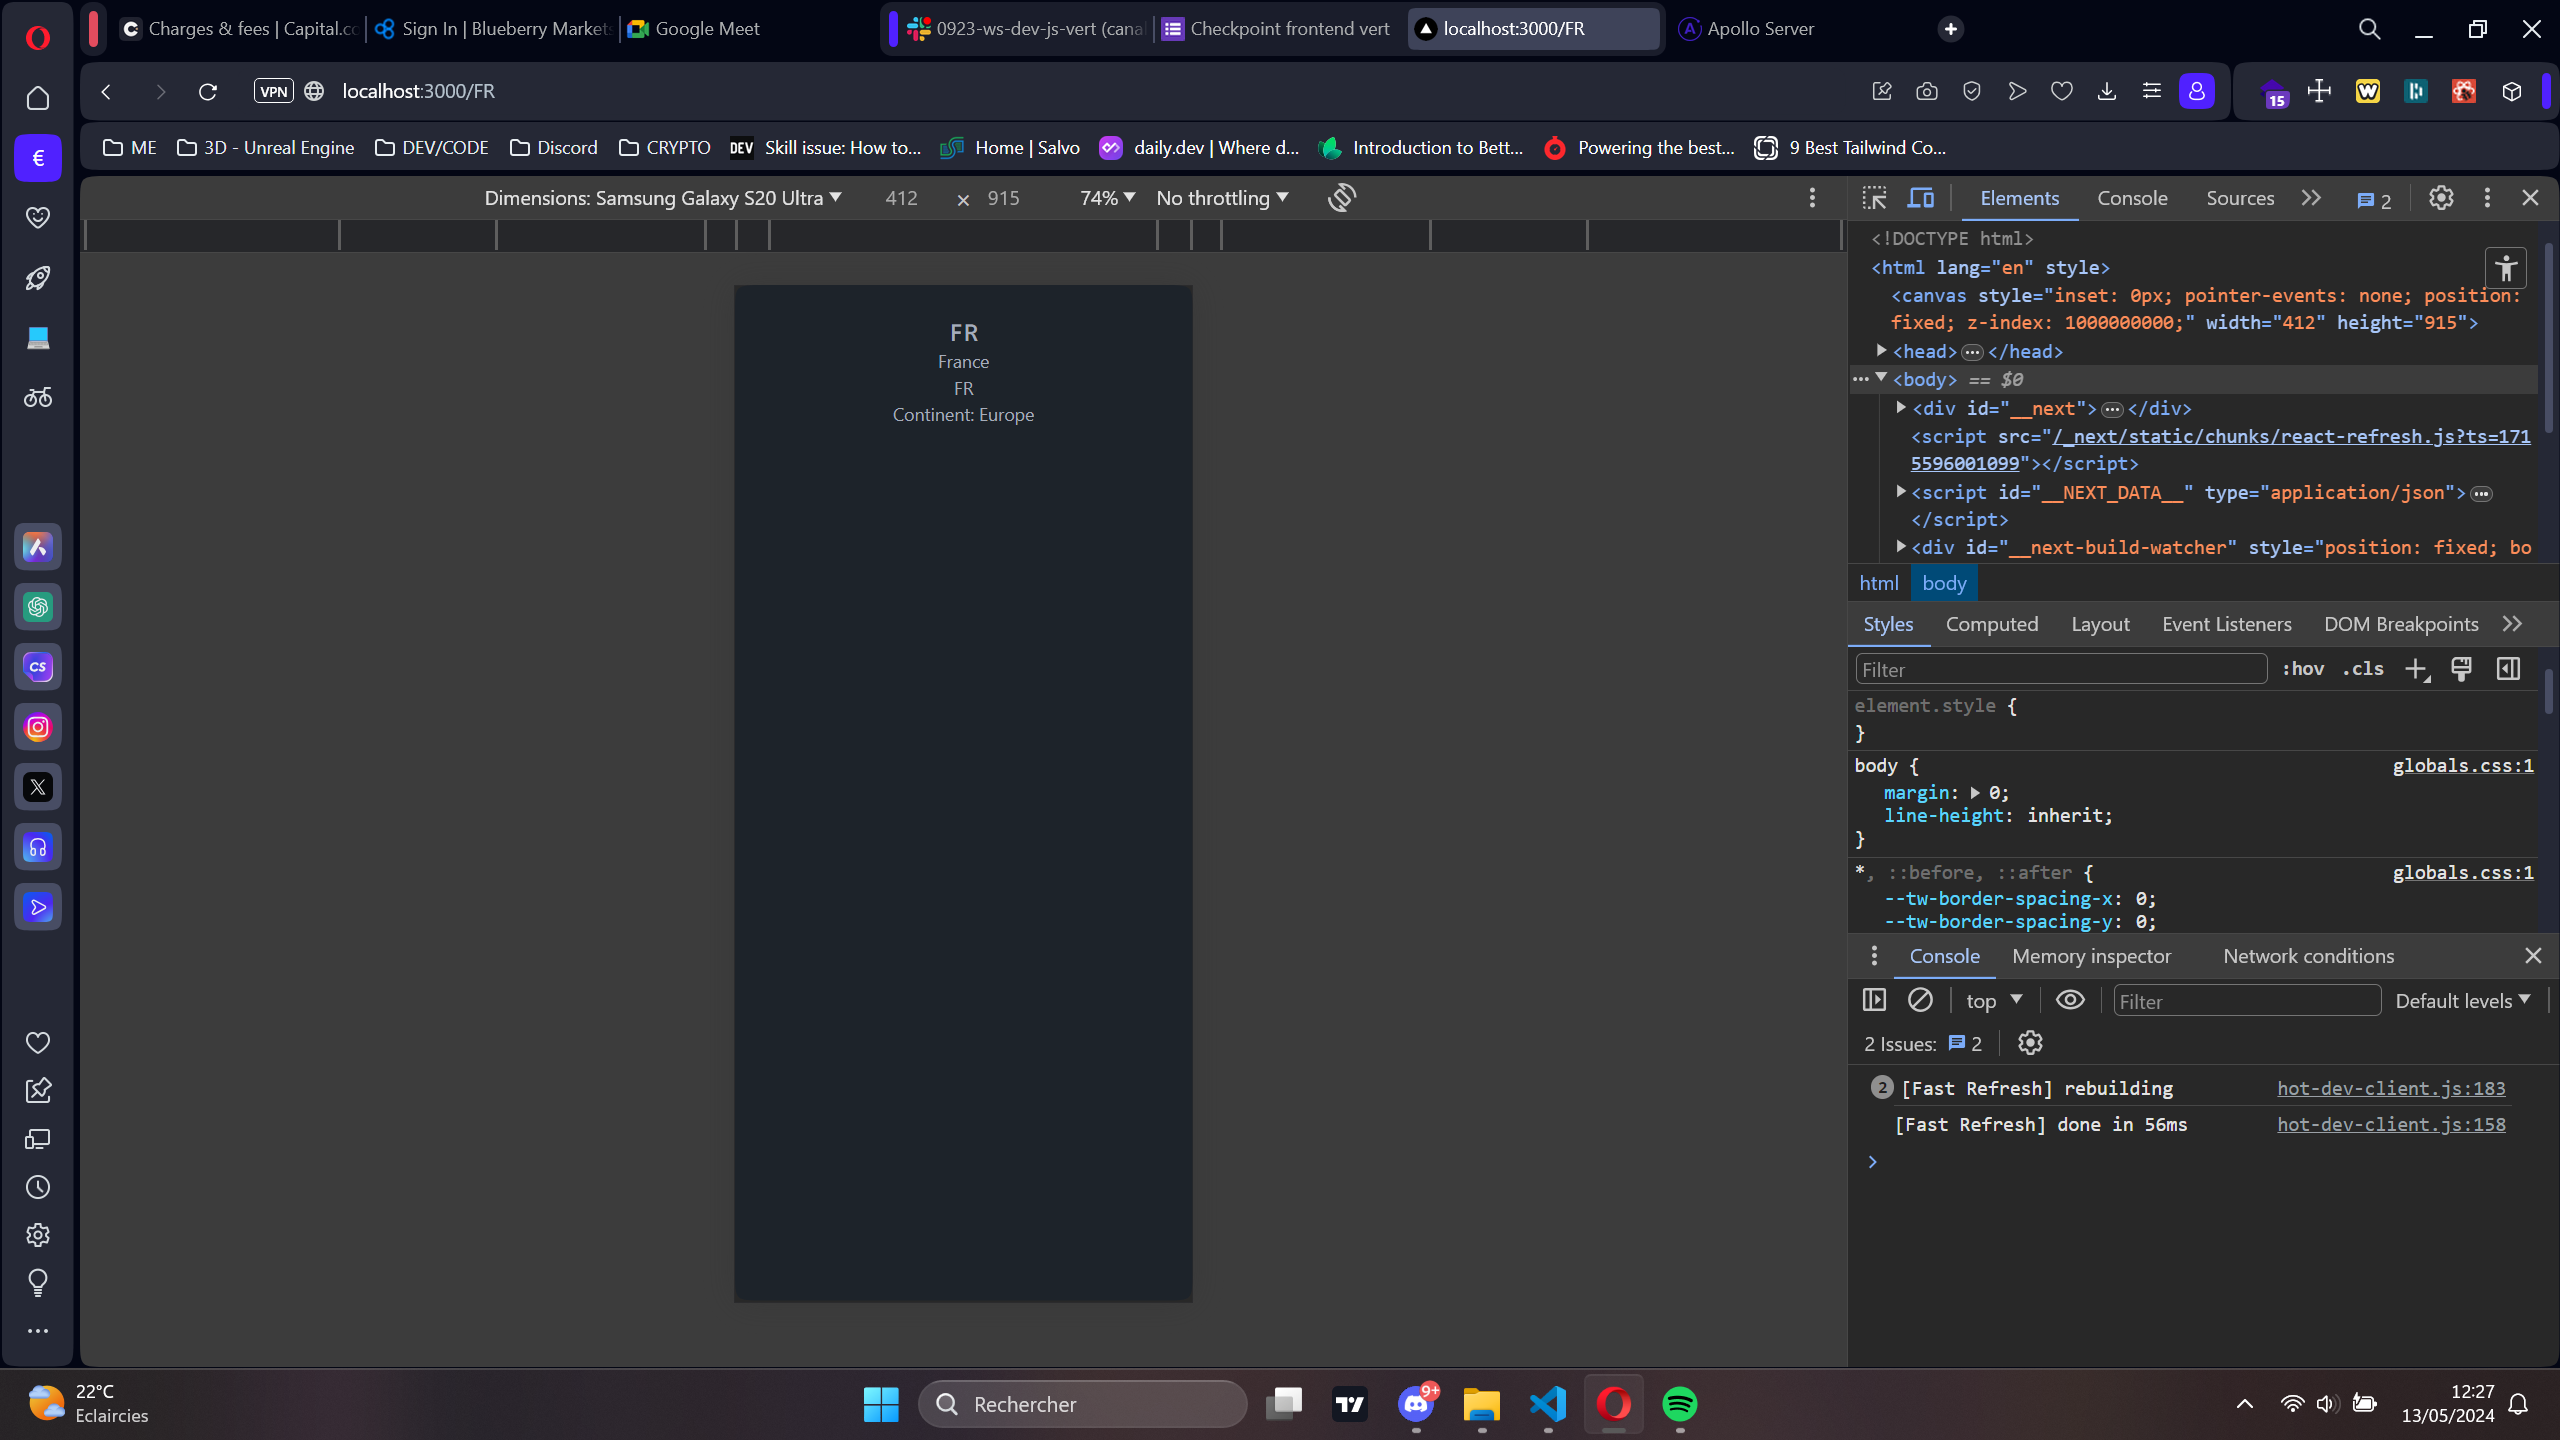 Charges & fees | Capital.co
Sign In | Blueberry Markets
Google Meet
0923-ws-dev-js-vert (canal
Checkpoint frontend vert
localhost:3000/FR
Apollo Server
VPN
localhost:3000/FR
15
ME
3D - Unreal Engine
DEV/CODE
Discord
CRYPTO
DEV Skill issue: How to...
Home | Salvo
daily.dev | Where d...
Introduction to Bett...
Powering the best...
9 Best Tailwind Co...
Dimensions: Samsung Galaxy S20 Ultra
412 × 915
74%
No throttling
Elements
Console
Sources
2
<!DOCTYPE html>
<html lang="en" style>
<canvas style="inset: 0px; pointer-events: none; position:
fixed; z-index: 1000000000;" width="412" height="915">
<head>…</head>
<body> == $0
<div id="__next">…</div>
<script src="/_next/static/chunks/react-refresh.js?ts=171
5596001099"></script>
<script id="__NEXT_DATA__" type="application/json">…
</script>
<div id="__next-build-watcher" style="position: fixed; bo
html body
Styles
Computed
Layout
Event Listeners
DOM Breakpoints
Filter
:hov .cls
element.style {
}
body {
globals.css:1
margin: 0;
line-height: inherit;
}
*, ::before, ::after {
globals.css:1
--tw-border-spacing-x: 0;
--tw-border-spacing-y: 0;
Console
Memory inspector
Network conditions
top
Filter
Default levels
2 Issues: 2
2 [Fast Refresh] rebuilding
hot-dev-client.js:183
[Fast Refresh] done in 56ms
hot-dev-client.js:158
FR
France
FR
Continent: Europe
€
CS
22°C
Eclaircies
Rechercher
9+
12:27
13/05/2024